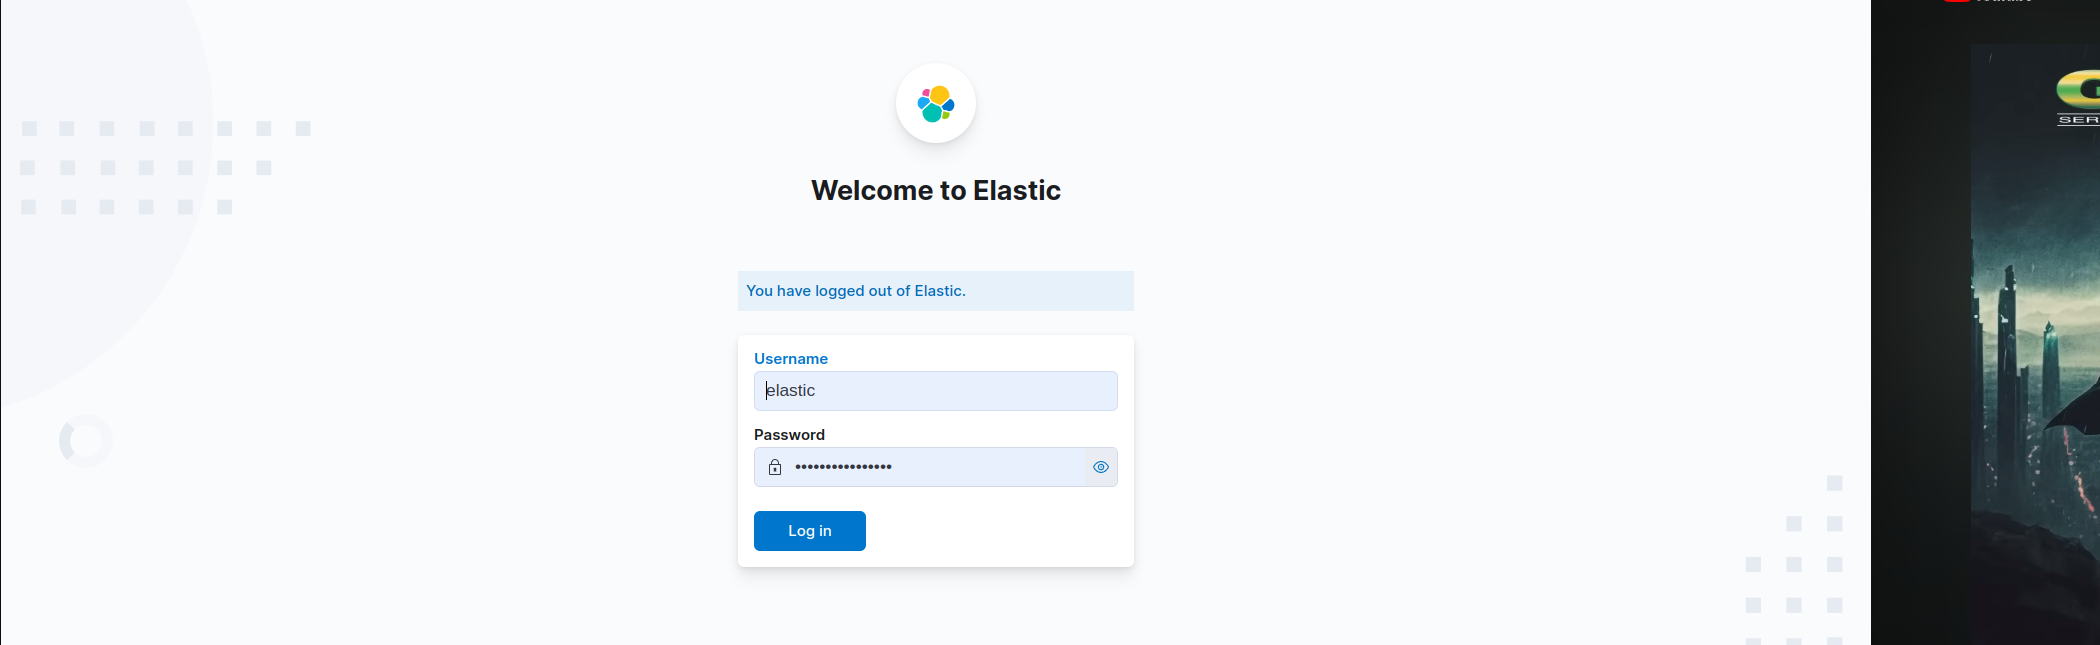 Welcome to Elastic
You have logged out of Elastic.
Username
elastic
Password
••••••••••••••••
Log in
SER